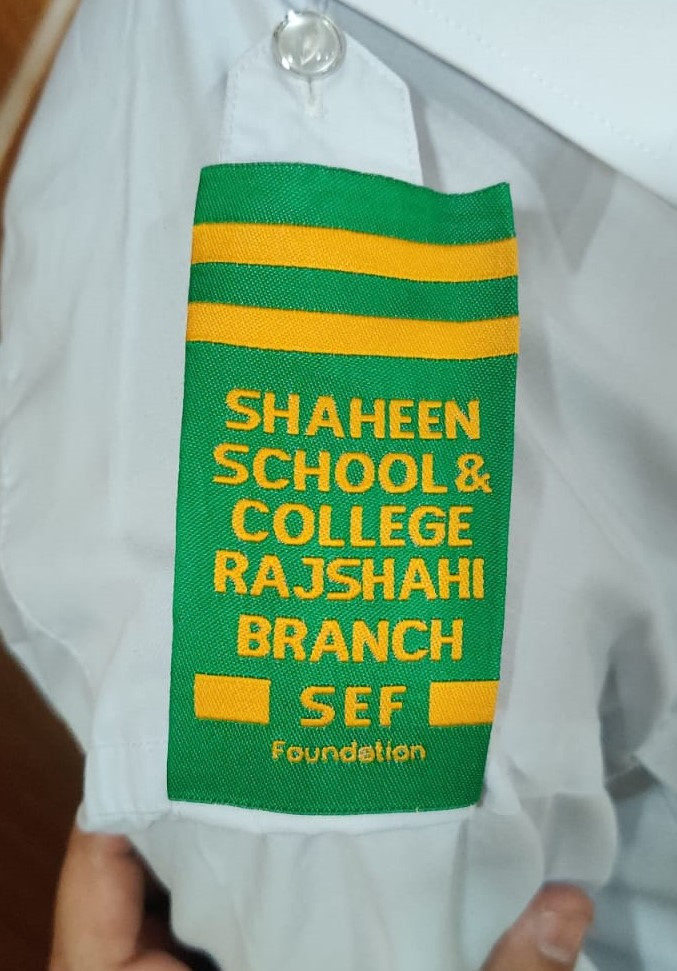 SHAHEEN
SCHOOL &
COLLEGE
RAJSHAHI
BRANCH
SEF
Foundation